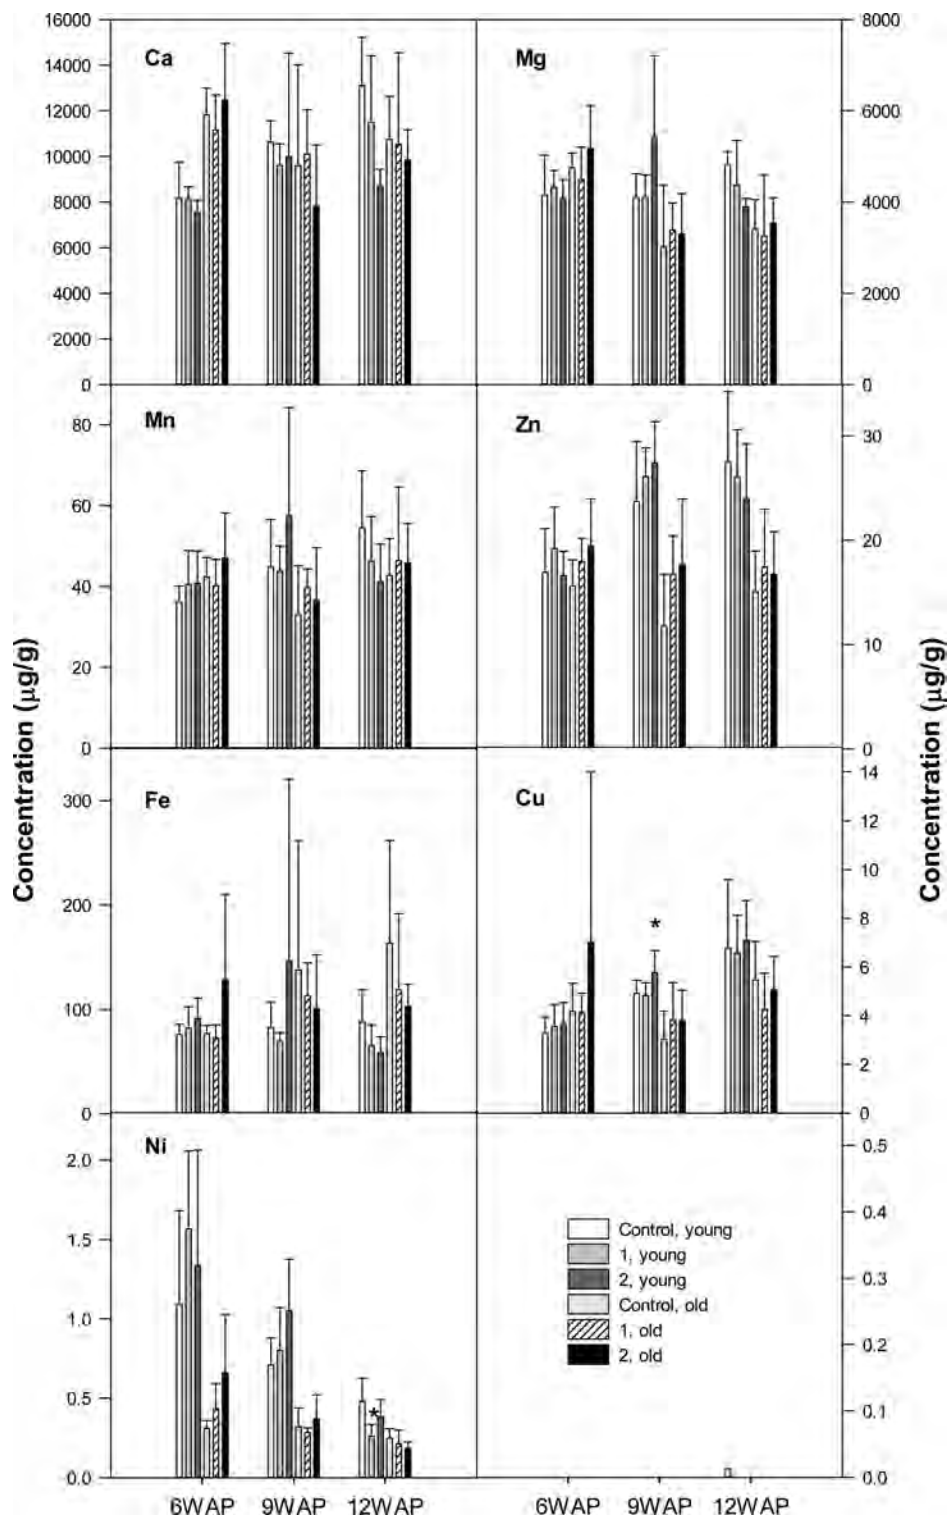 16000
14000
12000
10000
8000
6000
4000
2000
0
Ca
Mg
8000
6000
4000
2000
0
80
60
40
20
0
Mn
Zn
30
20
10
0
300
200
100
0
Fe
Cu
*
14
12
10
8
6
4
2
0
2.0
1.5
1.0
0.5
0.0
Ni
*
0.5
0.4
0.3
0.2
0.1
0.0
Control, young
1, young
2, young
Control, old
1, old
2, old
6WAP 9WAP 12WAP
6WAP 9WAP 12WAP
Concentration (µg/g)
Concentration (µg/g)